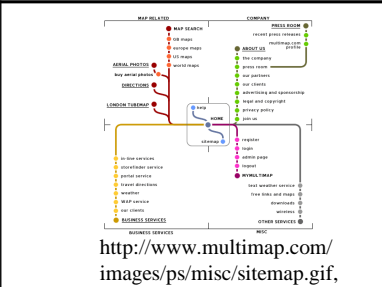 MAP RELATED
COMPANY
MAP SEARCH
GB maps
europe maps
US maps
world maps
AERIAL PHOTOS
buy aerial photos
DIRECTIONS
LONDON TUBEMAP
PRESS ROOM
recent press releases
multimap.com
profile
ABOUT US
the company
press room
our partners
our clients
advertising and sponsorship
legal and copyright
privacy policy
join us
help
HOME
sitemap
register
login
admin page
logout
MYMULTIMAP
in-line services
storefinder service
portal service
travel directions
weather
WAP service
our clients
BUSINESS SERVICES
text weather service
free links and maps
downloads
wireless
OTHER SERVICES
BUSINESS SERVICES
MISC
http://www.multimap.com/
images/ps/misc/sitemap.gif,